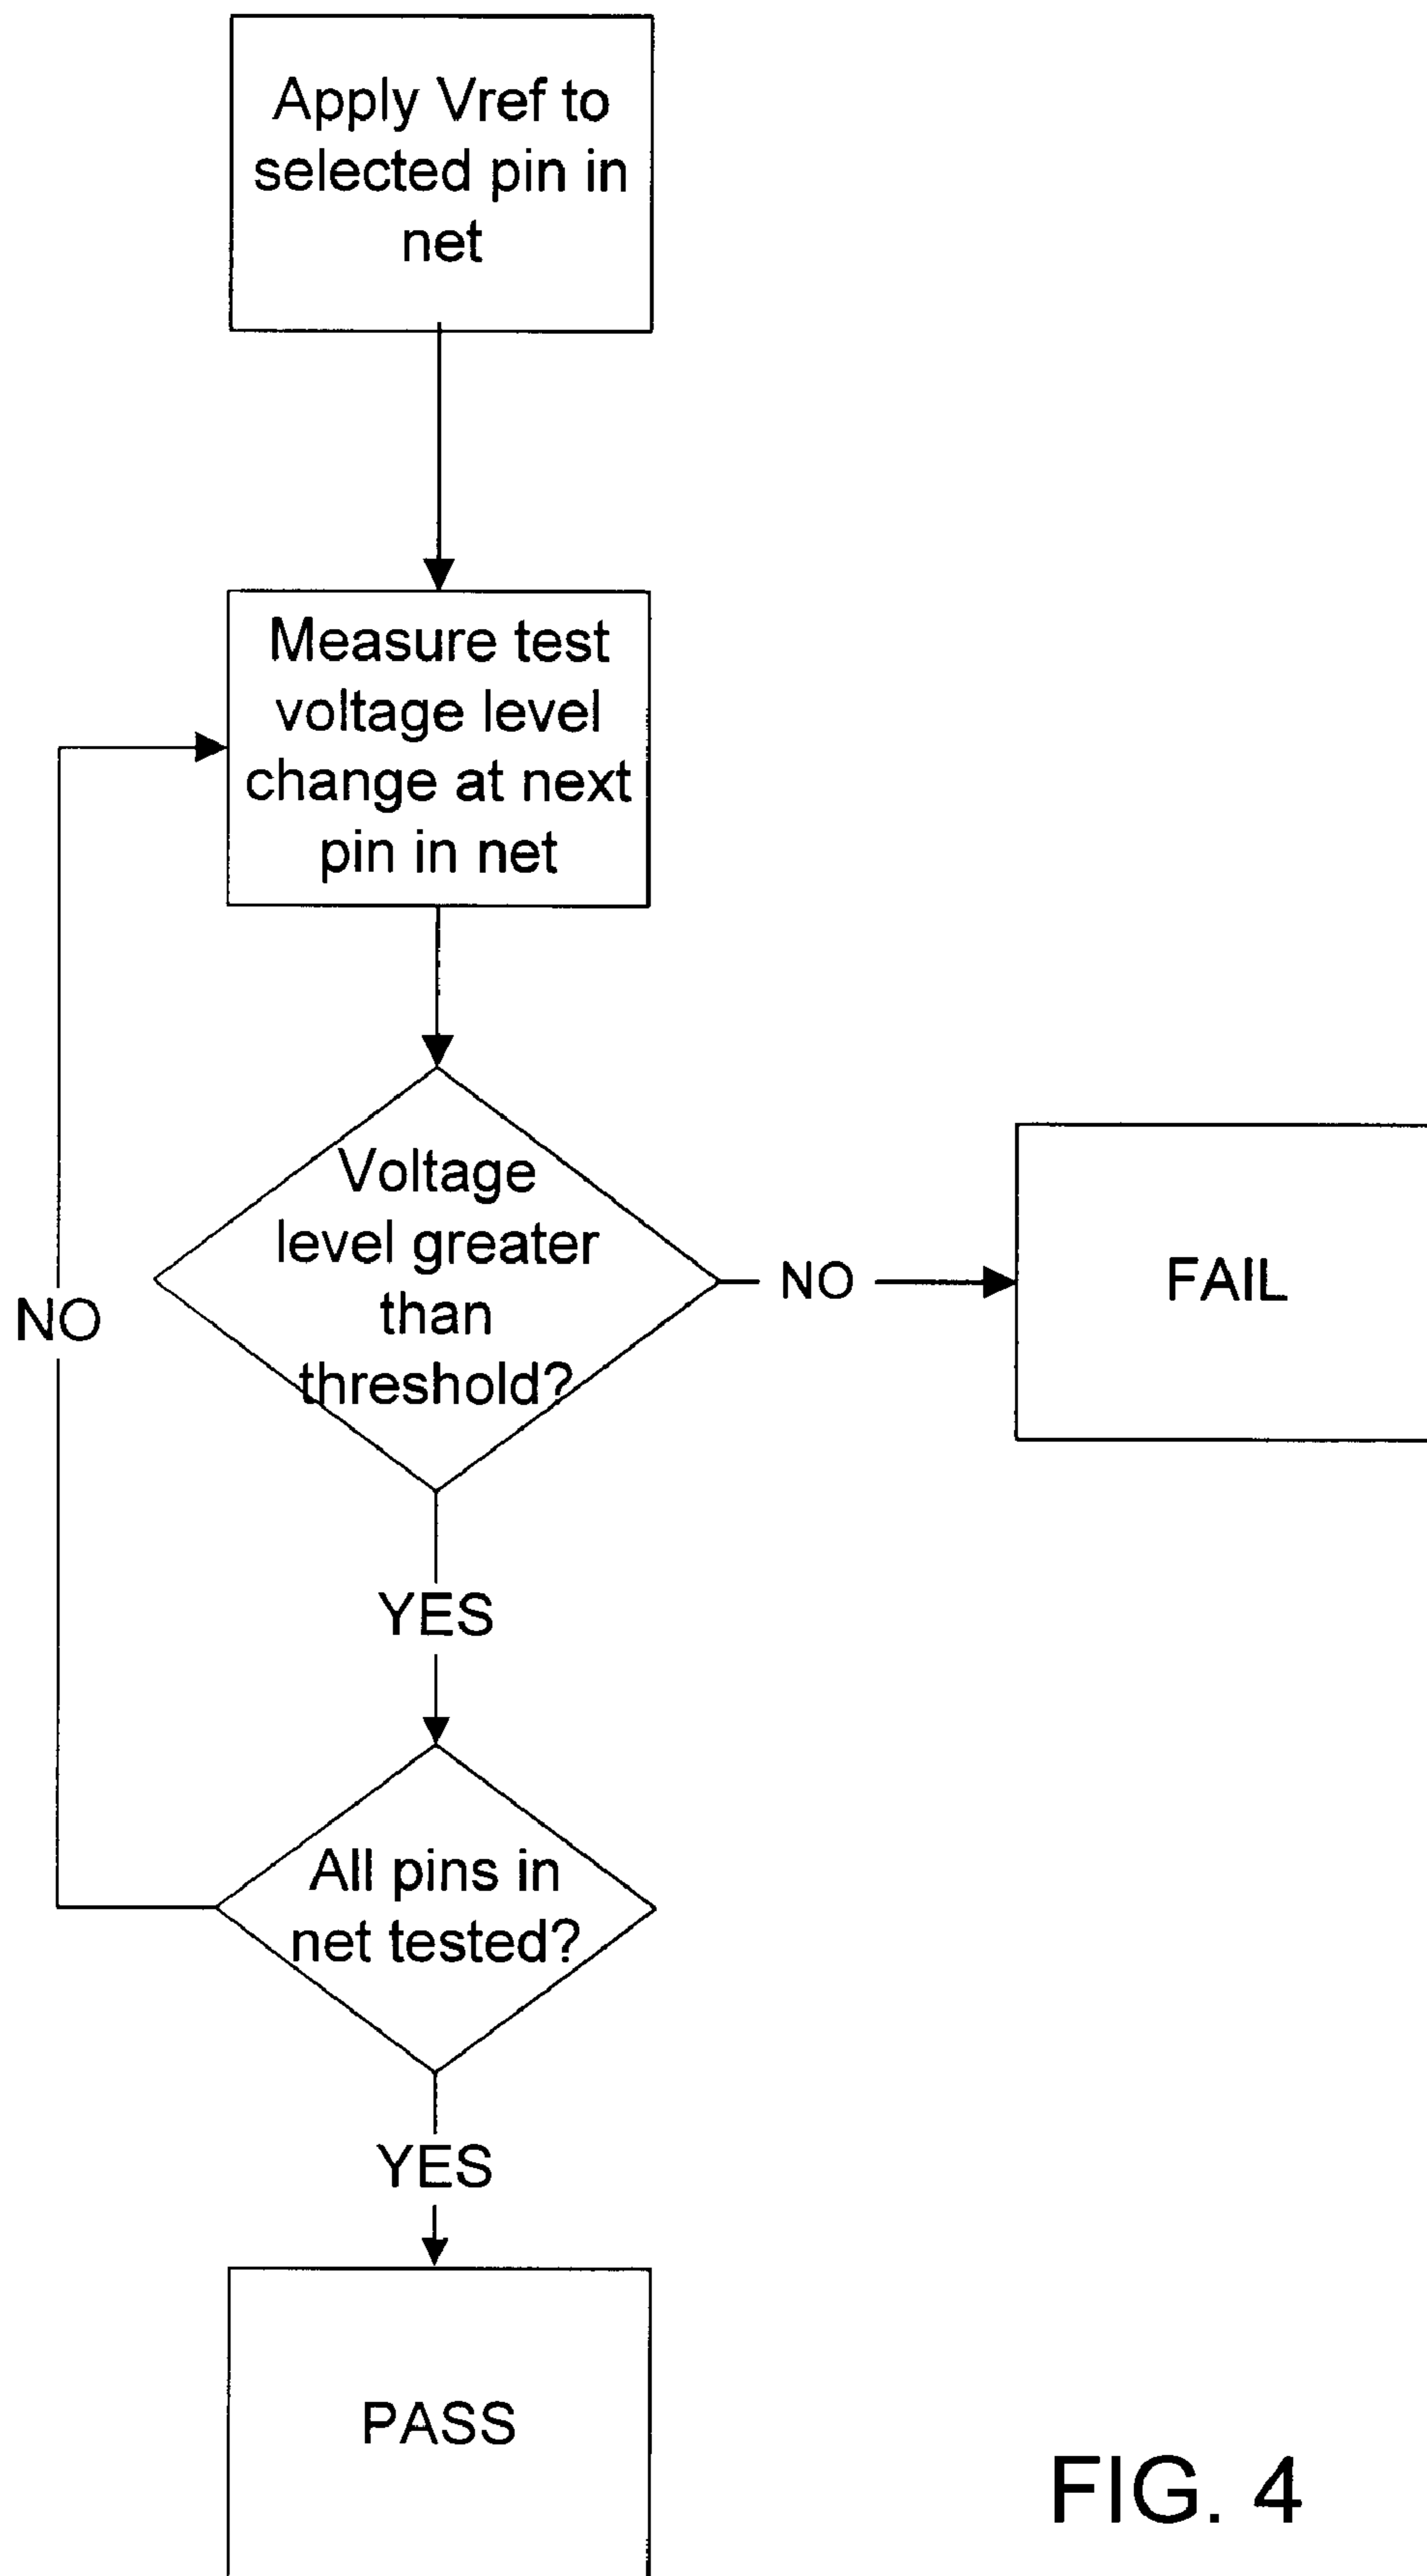 Apply Vref to
selected pin in
net
Measure test
voltage level
change at next
pin in net
Voltage
level greater
than
threshold?
NO
FAIL
NO
YES
All pins in
net tested?
YES
PASS
FIG. 4